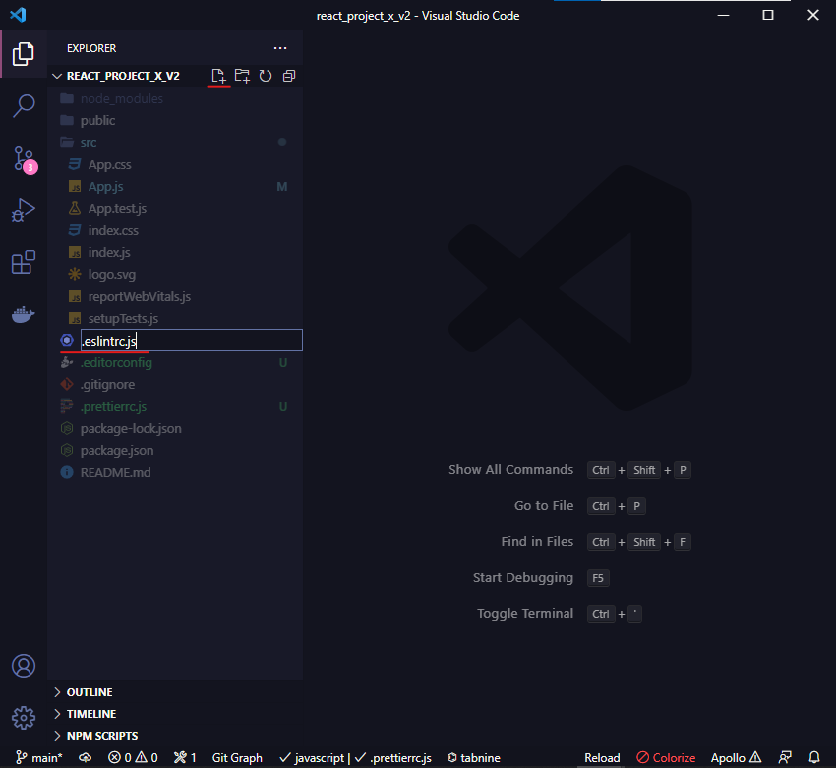 react_project_x_v2 - Visual Studio Code
EXPLORER
REACT_PROJECT_X_V2
node_modules
public
src
App.css
App.js M
App.test.js
index.css
index.js
logo.svg
reportWebVitals.js
setupTests.js
.eslintrc.js
.editorconfig U
.gitignore
.prettierrc.js U
package-lock.json
package.json
README.md
3
Show All Commands Ctrl + Shift + P
Go to File Ctrl + P
Find in Files Ctrl + Shift + F
Start Debugging F5
Toggle Terminal Ctrl + '
OUTLINE
TIMELINE
NPM SCRIPTS
main* 0 0 1 Git Graph javascript | .prettierrc.js tabnine Reload Colorize Apollo